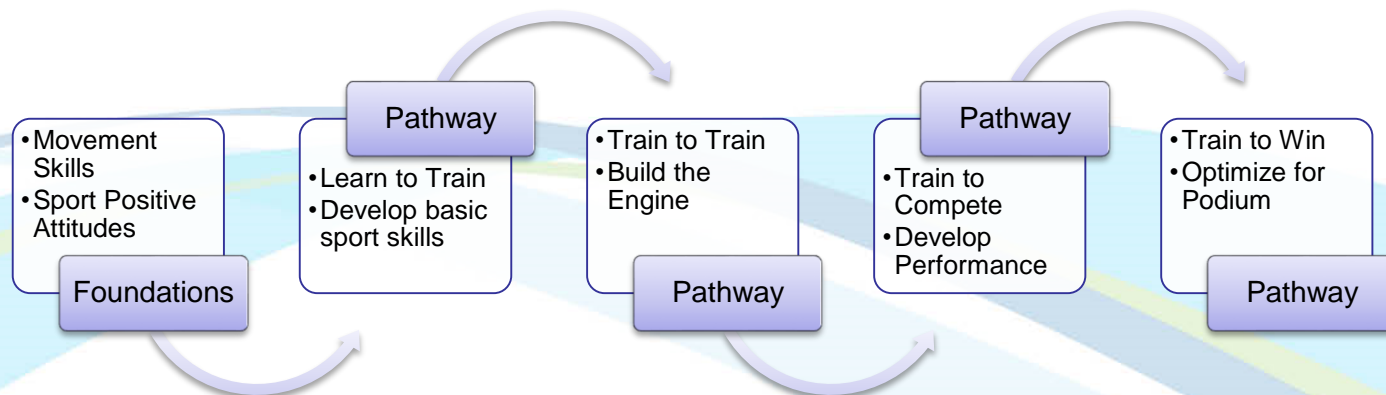 •Movement
Skills
•Sport Positive
Attitudes
Foundations
Pathway
•Learn to Train
•Develop basic
sport skills
•Train to Train
•Build the
Engine
Pathway
Pathway
•Train to
Compete
•Develop
Performance
•Train to Win
•Optimize for
Podium
Pathway